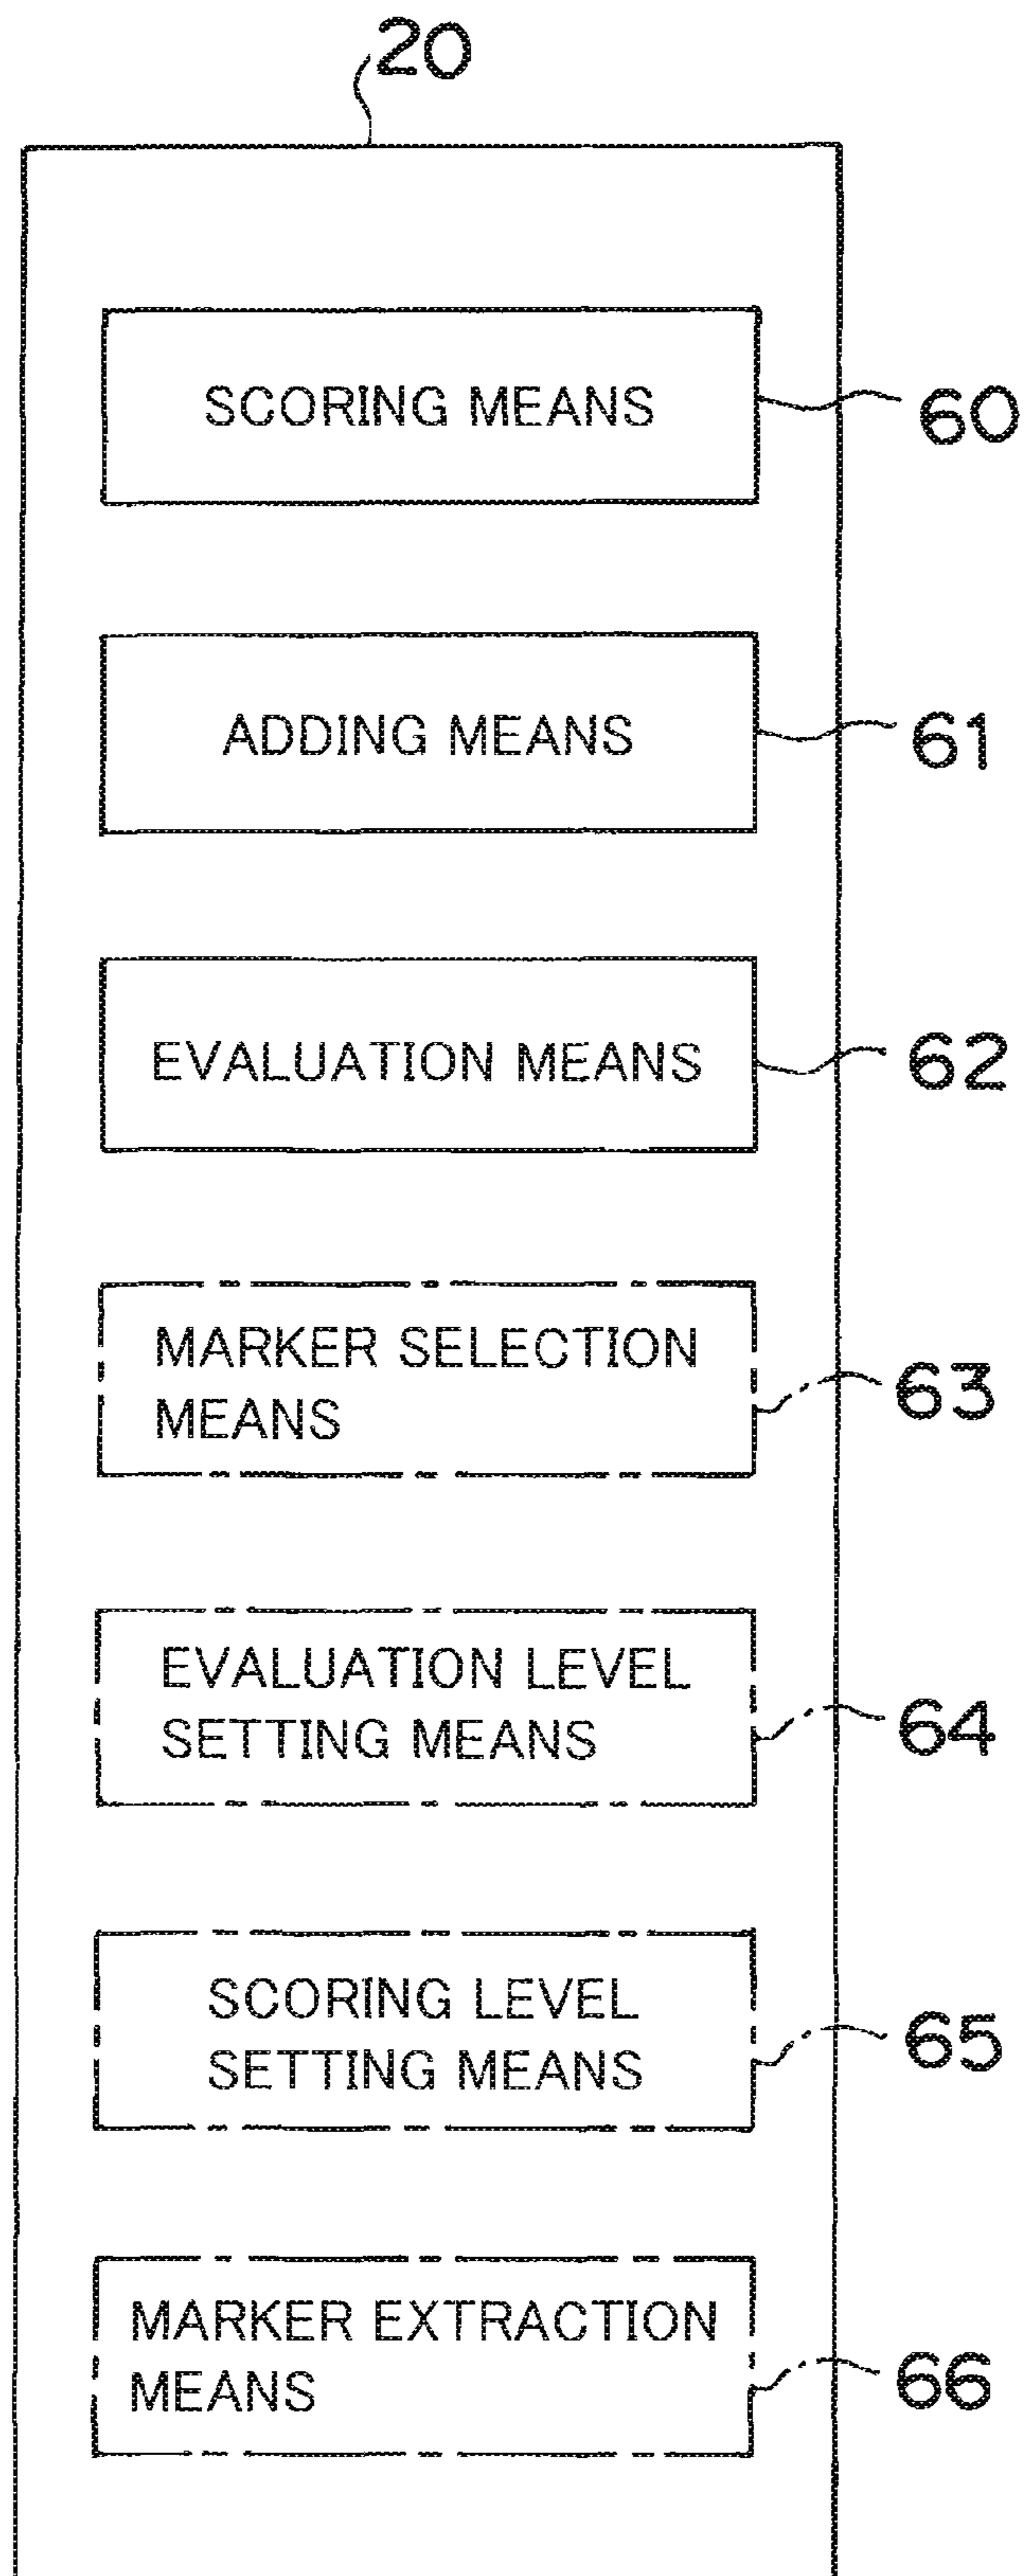 20
SCORING MEANS
60
ADDING MEANS
61
EVALUATION MEANS
62
MARKER SELECTION
MEANS
63
EVALUATION LEVEL
SETTING MEANS
64
SCORING LEVEL
SETTING MEANS
65
MARKER EXTRACTION
MEANS
66